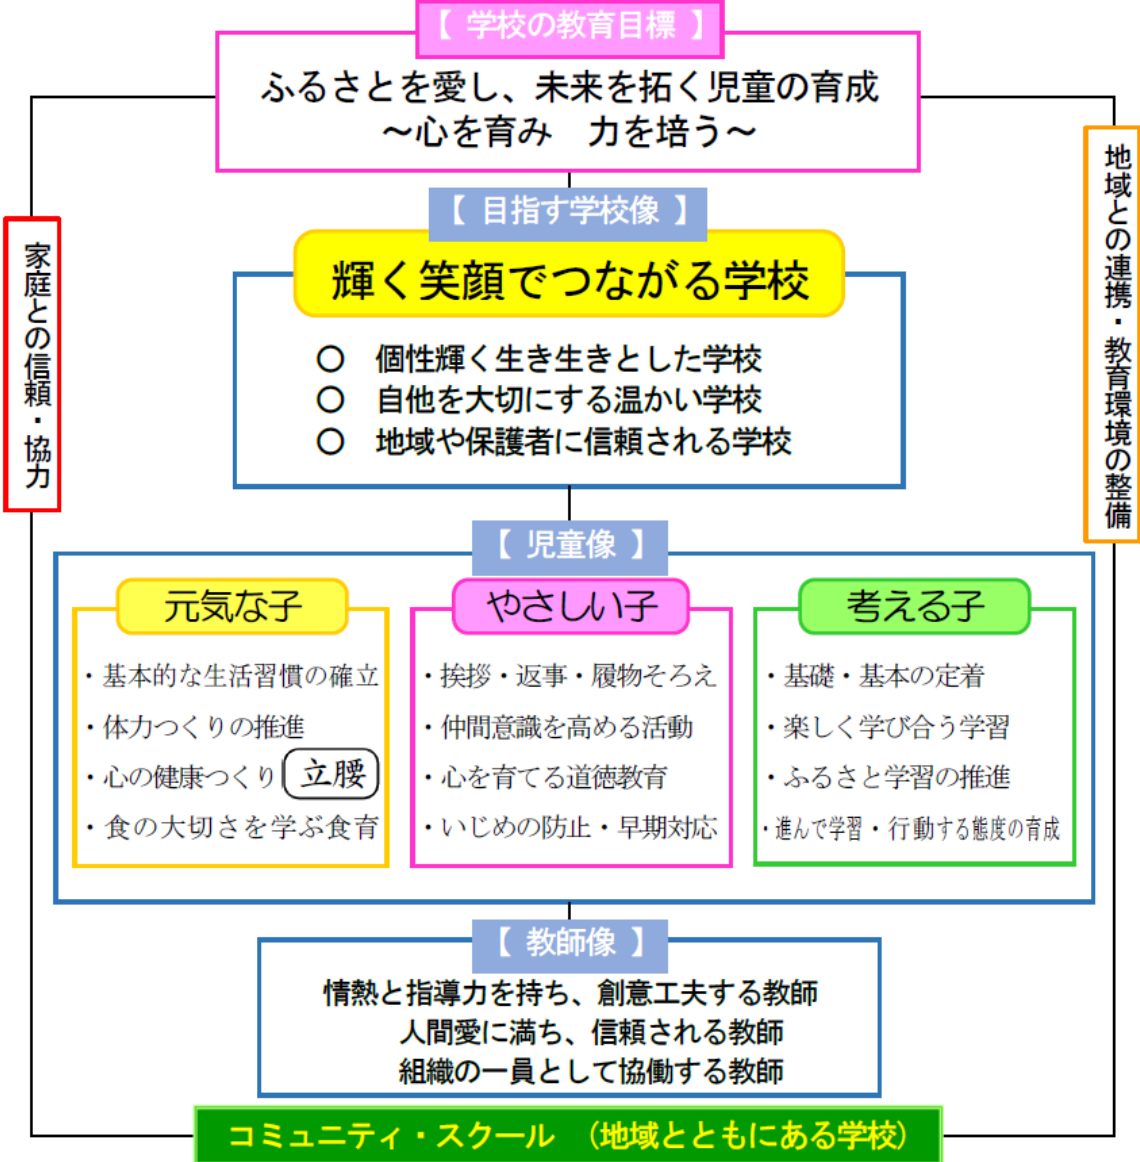 【 学校の教育目標 】
ふるさとを愛し、未来を拓く児童の育成
～心を育み　力を培う～
家庭との信頼・協力
地域との連携・教育環境の整備
【 目指す学校像 】
輝く笑顔でつながる学校
○　個性輝く生き生きとした学校
○　自他を大切にする温かい学校
○　地域や保護者に信頼される学校
【 児童像 】
元気な子
・基本的な生活習慣の確立
・体力つくりの推進
・心の健康つくり 立腰
・食の大切さを学ぶ食育
やさしい子
・挨拶・返事・履物そろえ
・仲間意識を高める活動
・心を育てる道徳教育
・いじめの防止・早期対応
考える子
・基礎・基本の定着
・楽しく学び合う学習
・ふるさと学習の推進
・進んで学習・行動する態度の育成
【 教師像 】
情熱と指導力を持ち、創意工夫する教師
人間愛に満ち、信頼される教師
組織の一員として協働する教師
コミュニティ・スクール　（地域とともにある学校）